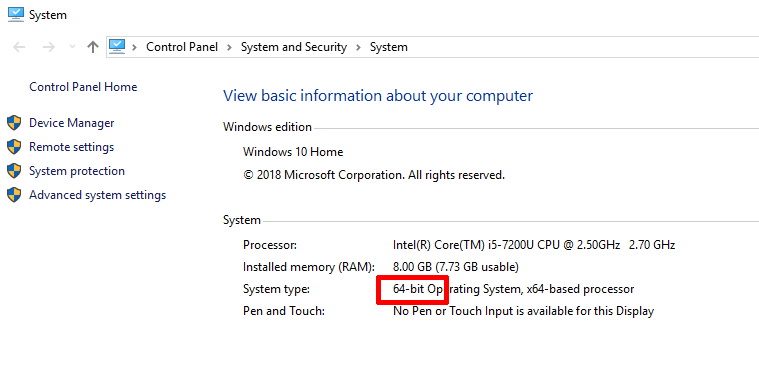 System
Control Panel > System and Security > System
Control Panel Home
Device Manager
Remote settings
System protection
Advanced system settings
View basic information about your computer
Windows edition
Windows 10 Home
© 2018 Microsoft Corporation. All rights reserved.
System
Processor: Intel(R) Core(TM) i5-7200U CPU @ 2.50GHz 2.70 GHz
Installed memory (RAM): 8.00 GB (7.73 GB usable)
System type: 64-bit Operating System, x64-based processor
Pen and Touch: No Pen or Touch Input is available for this Display